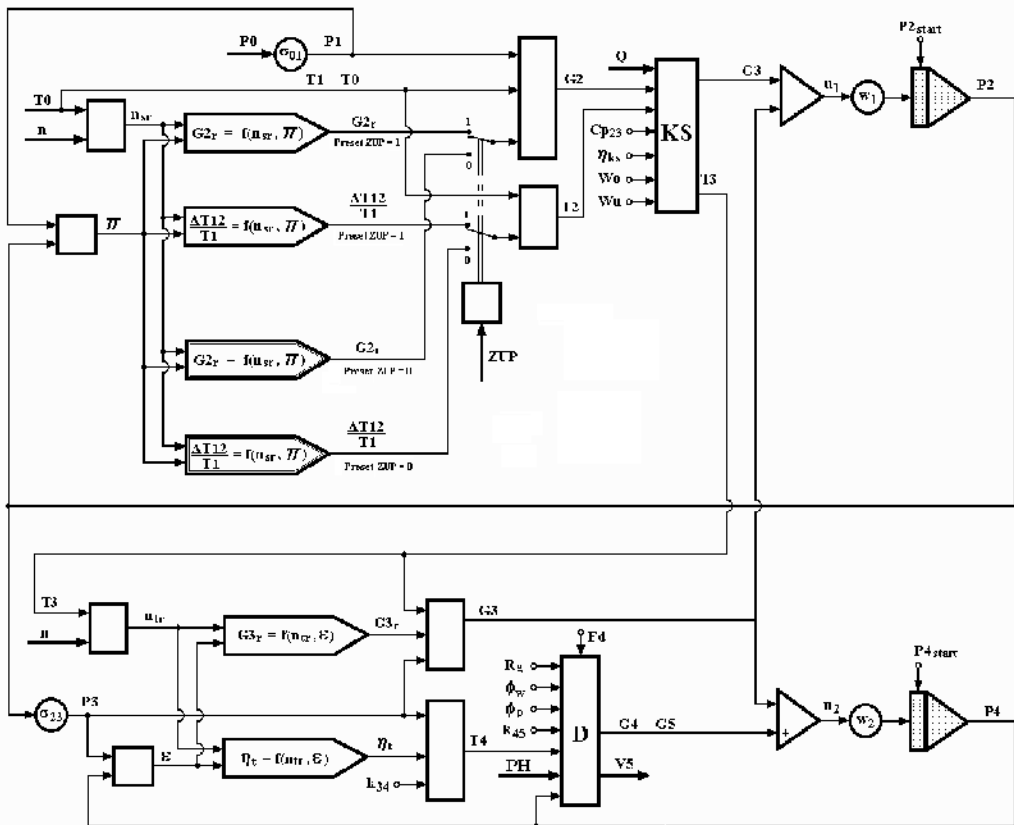 P2start
P0
σ01
P1
Q
G3
u1
w1
P2
T1 T0
G2
T0
n
nsr
G2r = f(nsr, π)
G2r
Preset ZUP = 1
1
0
KS
Cp23
ηks
Wo
Wu
T3
π
ΔT12/T1 = f(nsr, π)
ΔT12/T1
Preset ZUP = 1
1
0
T2
G2r = f(nsr, π)
G2r
Preset ZUP = 0
ZUP
ΔT12/T1 = f(nsr, π)
ΔT12/T1
Preset ZUP = 0
T3
n
ntr
G3r = f(ntr, ε)
G3r
G3
Fd
P4start
Rg
ϕw
ϕp
k45
D
σ23
P3
G4 G5
+
u2
w2
P4
ε
ηt = f(ntr, ε)
ηt
k34
T4
PH
V5